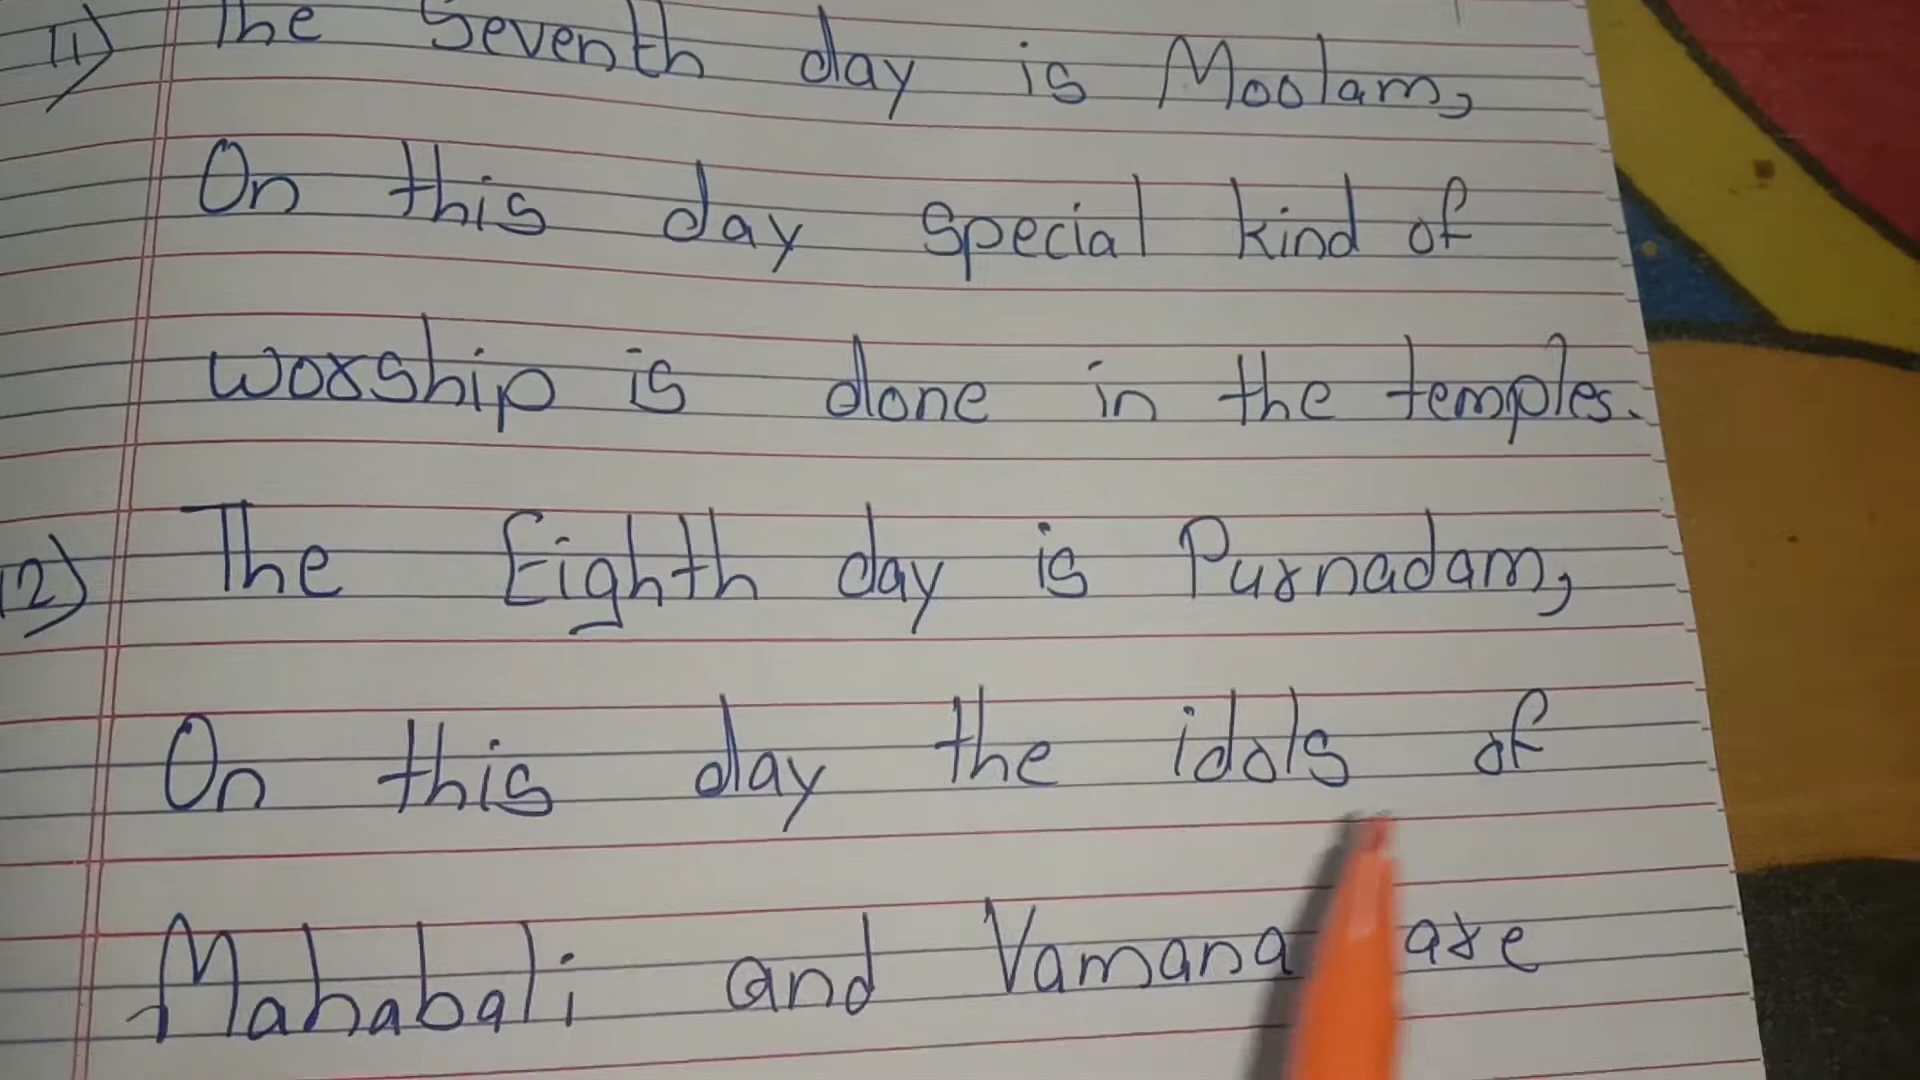 11) The Seventh day is Moolam,
On this day special kind of
worship is done in the temples.
12) The Eighth day is Purnadam,
On this day the idols of
Mahabali and Vamana are